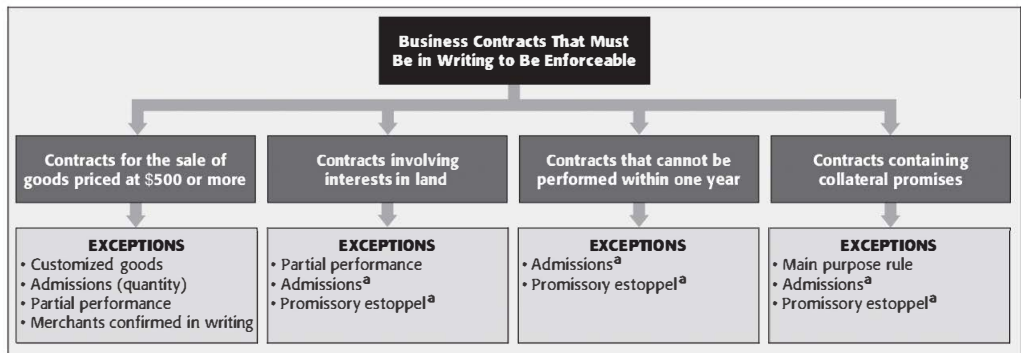 Business Contracts That Must
Be in Writing to Be Enforceable
Contracts for the sale of
goods priced at $500 or more
Contracts involving
interests in land
Contracts that cannot be
performed within one year
Contracts containing
collateral promises
EXCEPTIONS
• Customized goods
• Admissions (quantity)
• Partial performance
• Merchants confirmed in writing
EXCEPTIONS
• Partial performance
• Admissionsᵃ
• Promissory estoppelᵃ
EXCEPTIONS
• Admissionsᵃ
• Promissory estoppelᵃ
EXCEPTIONS
• Main purpose rule
• Admissionsᵃ
• Promissory estoppelᵃ